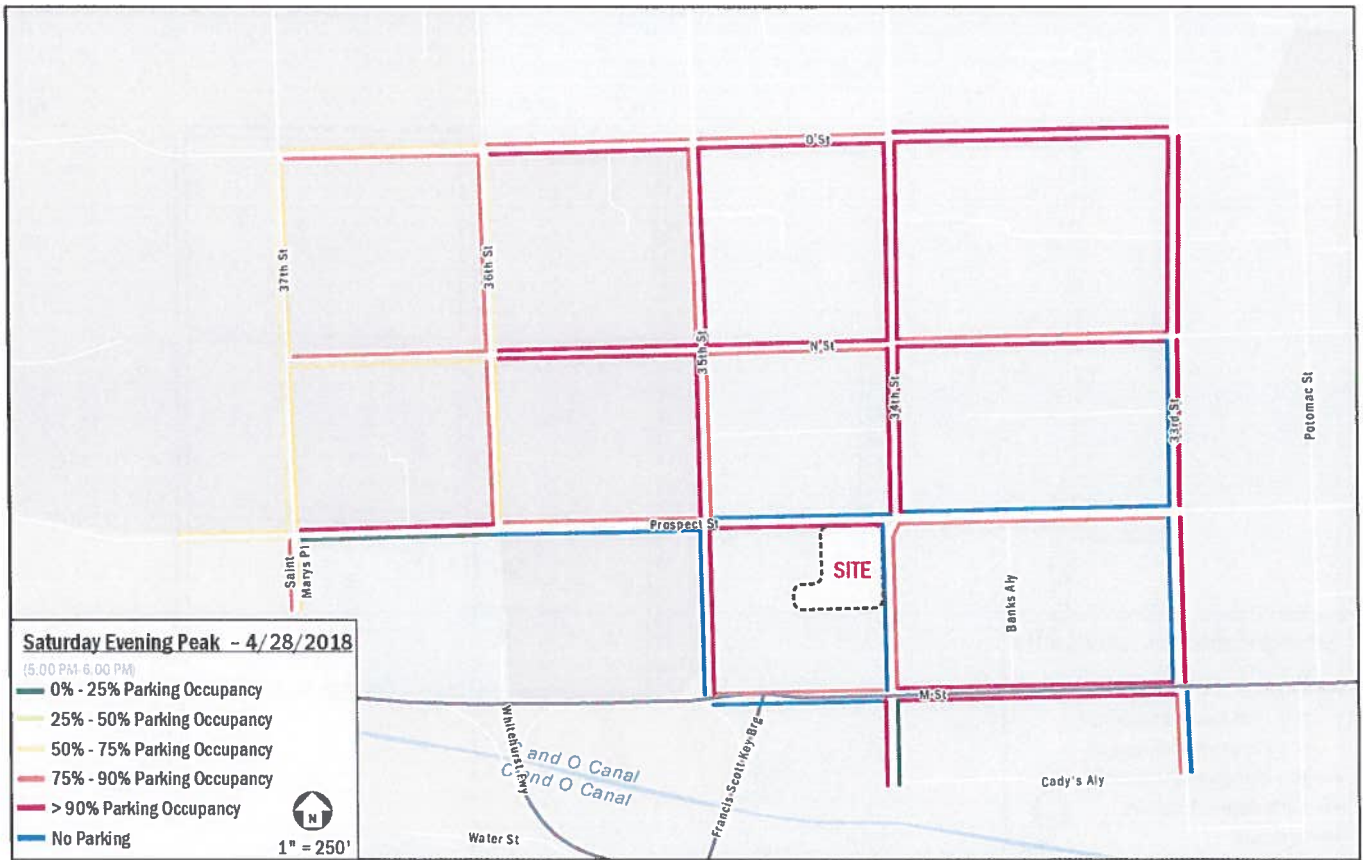 O St
37th St
36th St
35th St
N St
34th St
33rd St
Potomac St
Prospect St
Saint
Marys Pl
SITE
Banks Aly
M St
Whitehurst Fwy
Francis Scott Key Brg
C and O Canal
C and O Canal
Cady's Aly
Water St
Saturday Evening Peak - 4/28/2018
(5:00 PM-6:00 PM)
0% - 25% Parking Occupancy
25% - 50% Parking Occupancy
50% - 75% Parking Occupancy
75% - 90% Parking Occupancy
> 90% Parking Occupancy
No Parking
N
1" = 250'